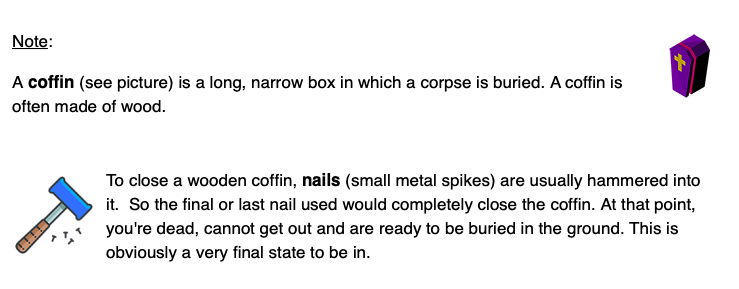 Note:
A coffin (see picture) is a long, narrow box in which a corpse is buried. A coffin is
often made of wood.
To close a wooden coffin, nails (small metal spikes) are usually hammered into
it.  So the final or last nail used would completely close the coffin. At that point,
you're dead, cannot get out and are ready to be buried in the ground. This is
obviously a very final state to be in.